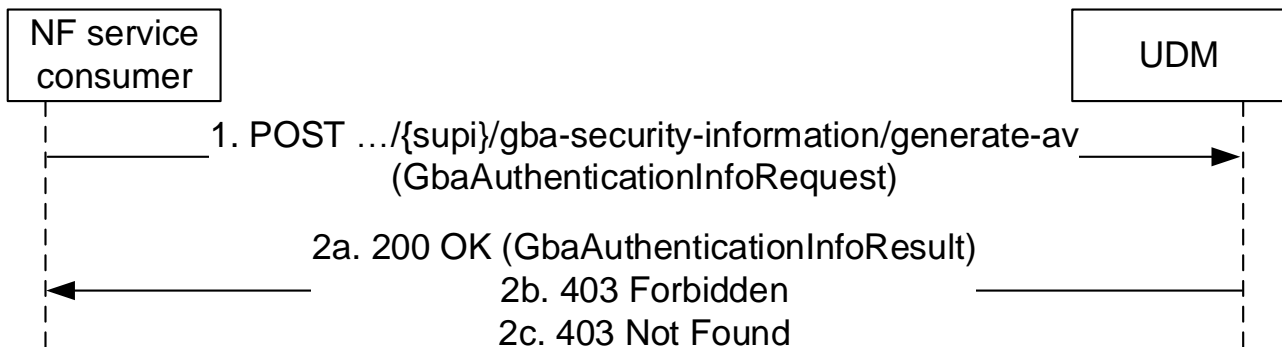 NF service
consumer
UDM
1. POST …/{supi}/gba-security-information/generate-av
(GbaAuthenticationInfoRequest)
2a. 200 OK (GbaAuthenticationInfoResult)
2b. 403 Forbidden
2c. 403 Not Found